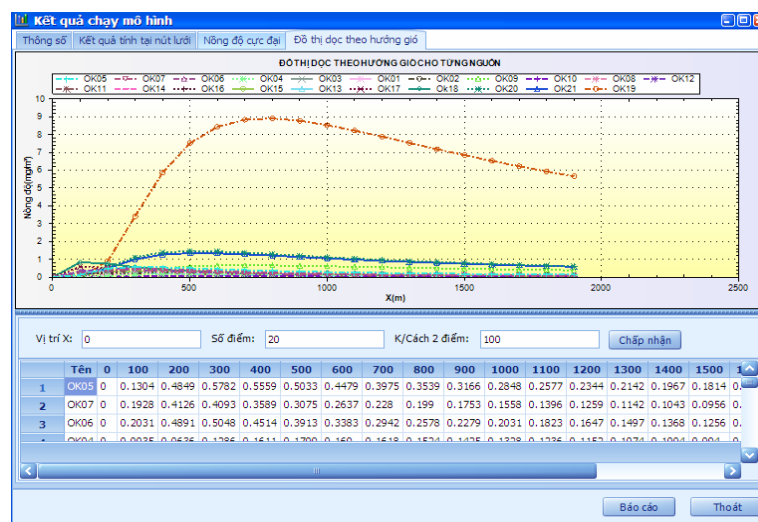 Kết quả chạy mô hình
Thông số Kết quả tính tại nút lưới Nồng độ cực đại Đồ thị dọc theo hướng gió
ĐỒ THỊ DỌC THEO HƯỚNG GIÓ CHO TỪNG NGUỒN
OK05 OK07 OK06 OK04 OK03 OK01 OK02 OK09 OK10 OK08 OK12
OK11 OK14 OK16 OK15 OK13 OK17 Ok18 OK20 OK21 OK19
10
9
8
7
6
5
4
3
2
1
0
Nồng độ(mg/m³)
0 500 1000 1500 2000 2500
X(m)
Vị trí X: 0 Số điểm: 20 K/Cách 2 điểm: 100 Chấp nhận
Tên 0 100 200 300 400 500 600 700 800 900 1000 1100 1200 1300 1400 1500 1
1 OK05 0 0.1304 0.4849 0.5782 0.5559 0.5033 0.4479 0.3975 0.3539 0.3166 0.2848 0.2577 0.2344 0.2142 0.1967 0.1814 0.
2 OK07 0 0.1928 0.4126 0.4093 0.3589 0.3075 0.2637 0.228 0.199 0.1753 0.1558 0.1396 0.1259 0.1142 0.1043 0.0956 0.
3 OK06 0 0.2031 0.4891 0.5048 0.4514 0.3913 0.3383 0.2942 0.2578 0.2279 0.2031 0.1823 0.1647 0.1497 0.1368 0.1256 0.
OK04 0
Báo cáo Thoát